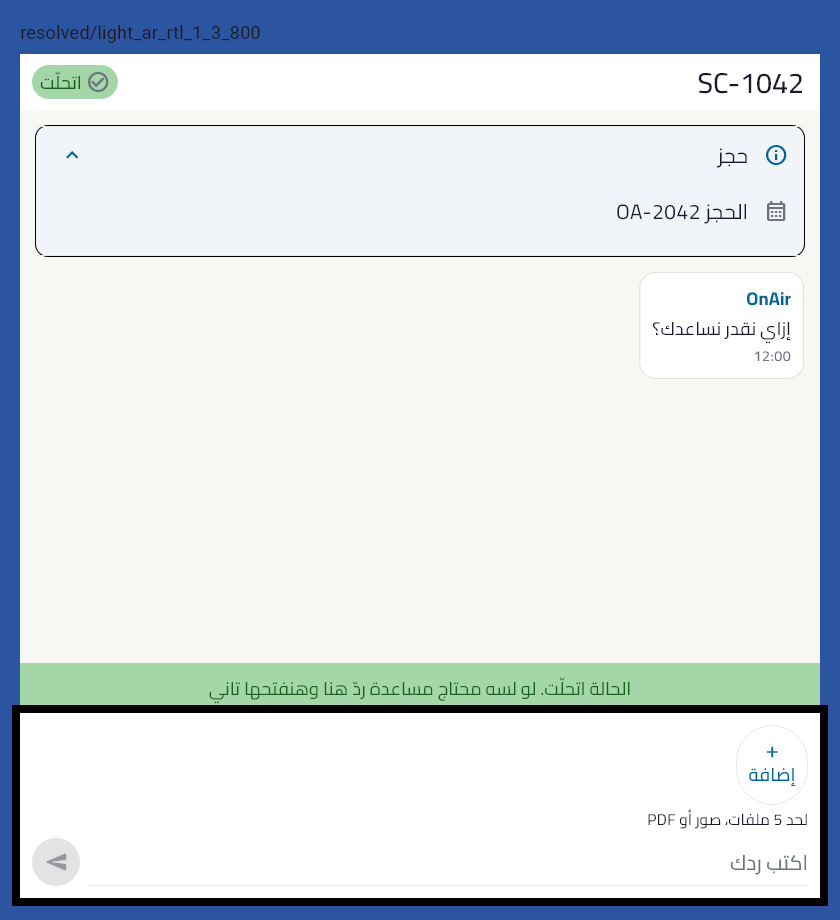 resolved/light_ar_rtl_1_3_800
SC-1042
اتحلّت
حجز
الحجز OA-2042
OnAir
إزاي نقدر نساعدك؟
12:00
الحالة اتحلّت. لو لسه محتاج مساعدة ردّ هنا وهنفتحها تاني
+
إضافة
لحد 5 ملفات، صور أو PDF
اكتب ردك